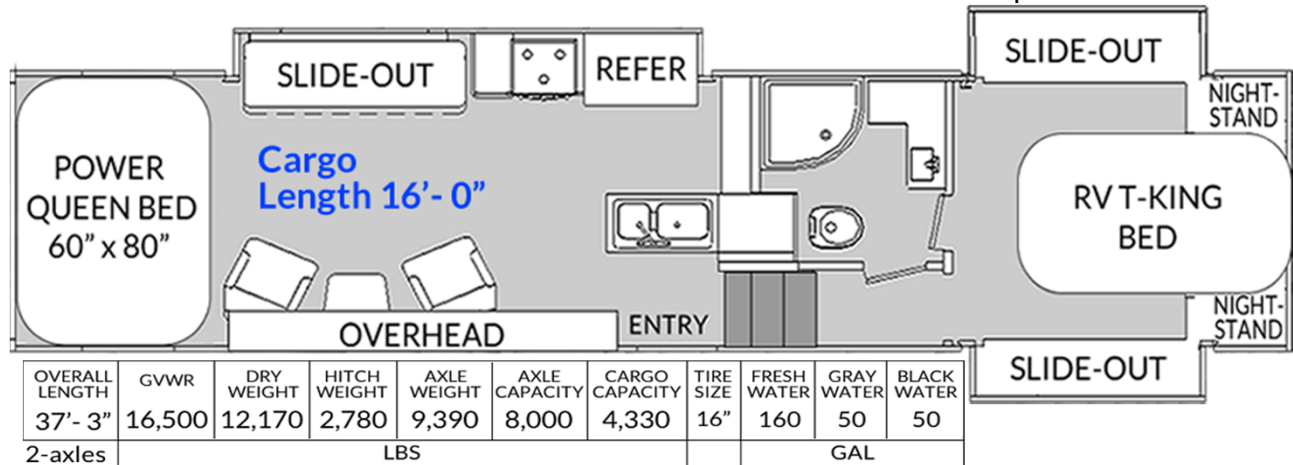 SLIDE-OUT
REFER
SLIDE-OUT
NIGHT-
STAND
POWER
QUEEN BED
60" x 80"
Cargo
Length 16'- 0"
RV T-KING
BED
NIGHT-
STAND
OVERHEAD
ENTRY
SLIDE-OUT
OVERALL LENGTH GVWR DRY WEIGHT HITCH WEIGHT AXLE WEIGHT AXLE CAPACITY CARGO CAPACITY TIRE SIZE FRESH WATER GRAY WATER BLACK WATER
37'- 3" 16,500 12,170 2,780 9,390 8,000 4,330 16" 160 50 50
2-axles LBS GAL